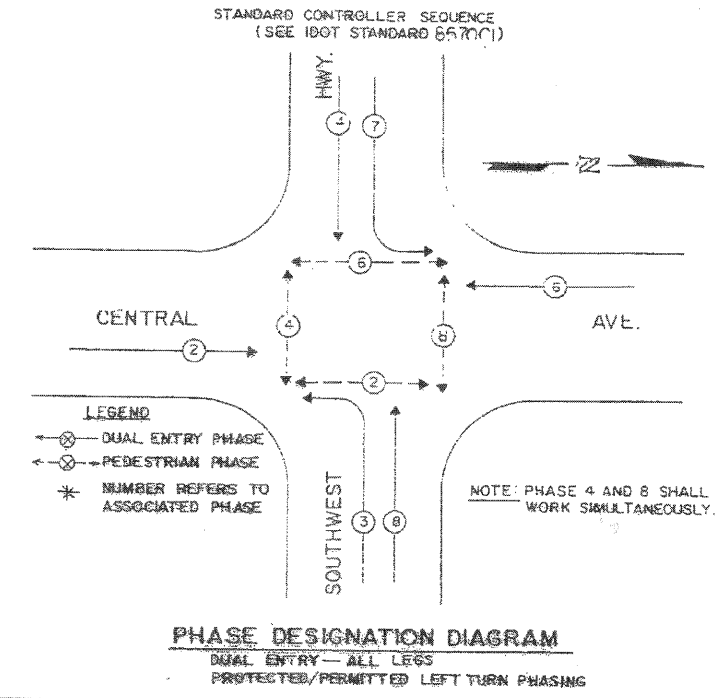 STANDARD CONTROLLER SEQUENCE
(SEE IDOT STANDARD 857001)
HWY.
4
7
N
6
6
CENTRAL
AVE.
4
8
2
2
LEGEND
DUAL ENTRY PHASE
PEDESTRIAN PHASE
* NUMBER REFERS TO
ASSOCIATED PHASE
SOUTHWEST
3
8
NOTE: PHASE 4 AND 8 SHALL
WORK SIMULTANEOUSLY.
PHASE DESIGNATION DIAGRAM
DUAL ENTRY — ALL LEGS
PROTECTED/PERMITTED LEFT TURN PHASING